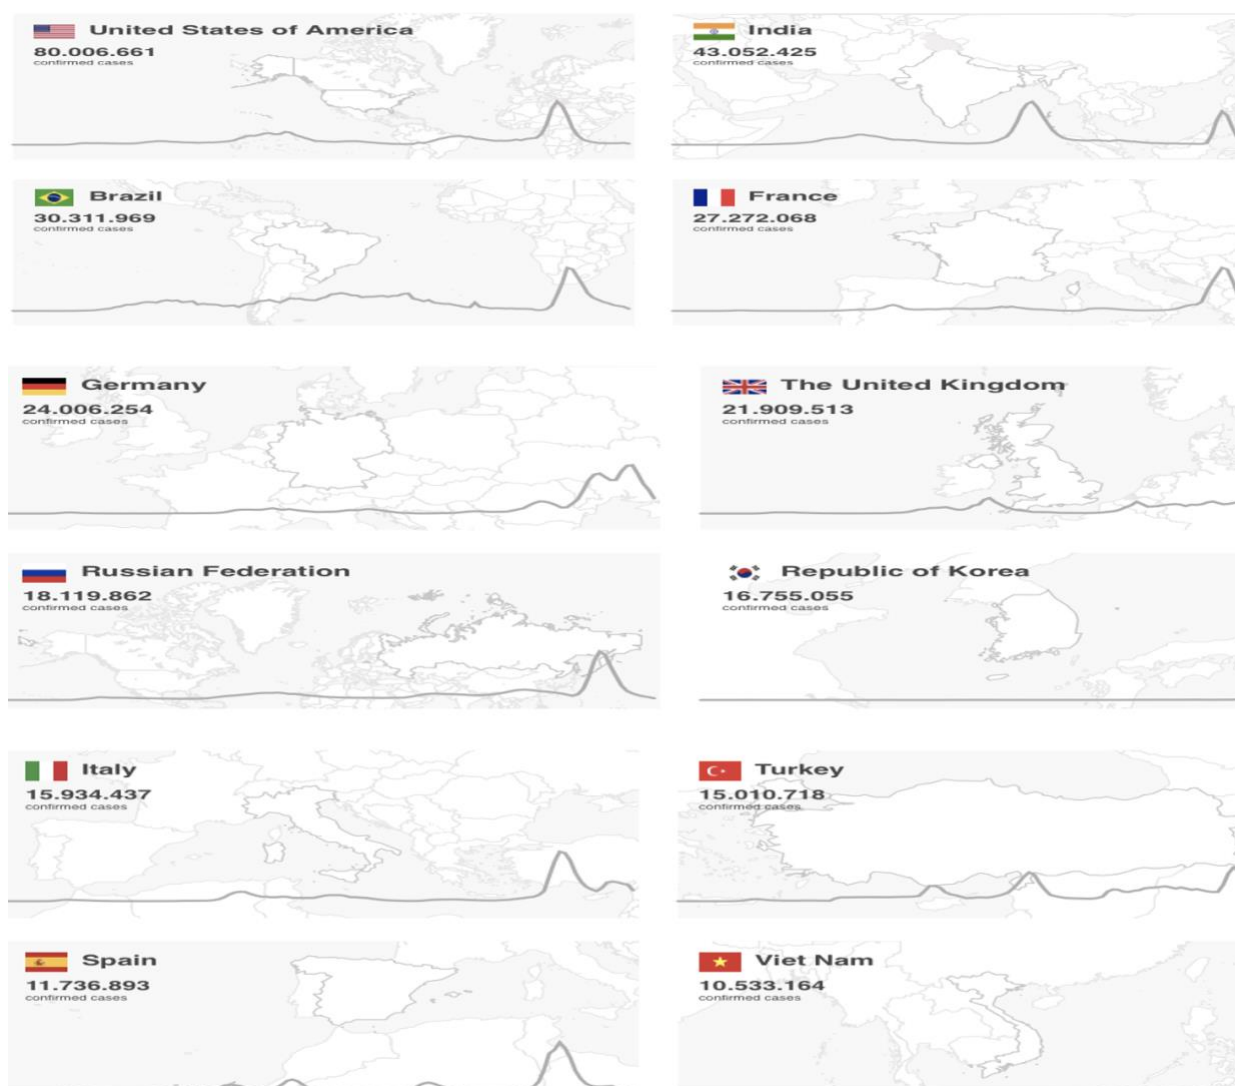 United States of America
80.006.661
confirmed cases
India
43.052.425
confirmed cases
Brazil
30.311.969
confirmed cases
France
27.272.068
confirmed cases
Germany
24.006.254
confirmed cases
The United Kingdom
21.909.513
confirmed cases
Russian Federation
18.119.862
confirmed cases
Republic of Korea
16.755.055
confirmed cases
Italy
15.934.437
confirmed cases
Turkey
15.010.718
confirmed cases
Spain
11.736.893
confirmed cases
Viet Nam
10.533.164
confirmed cases